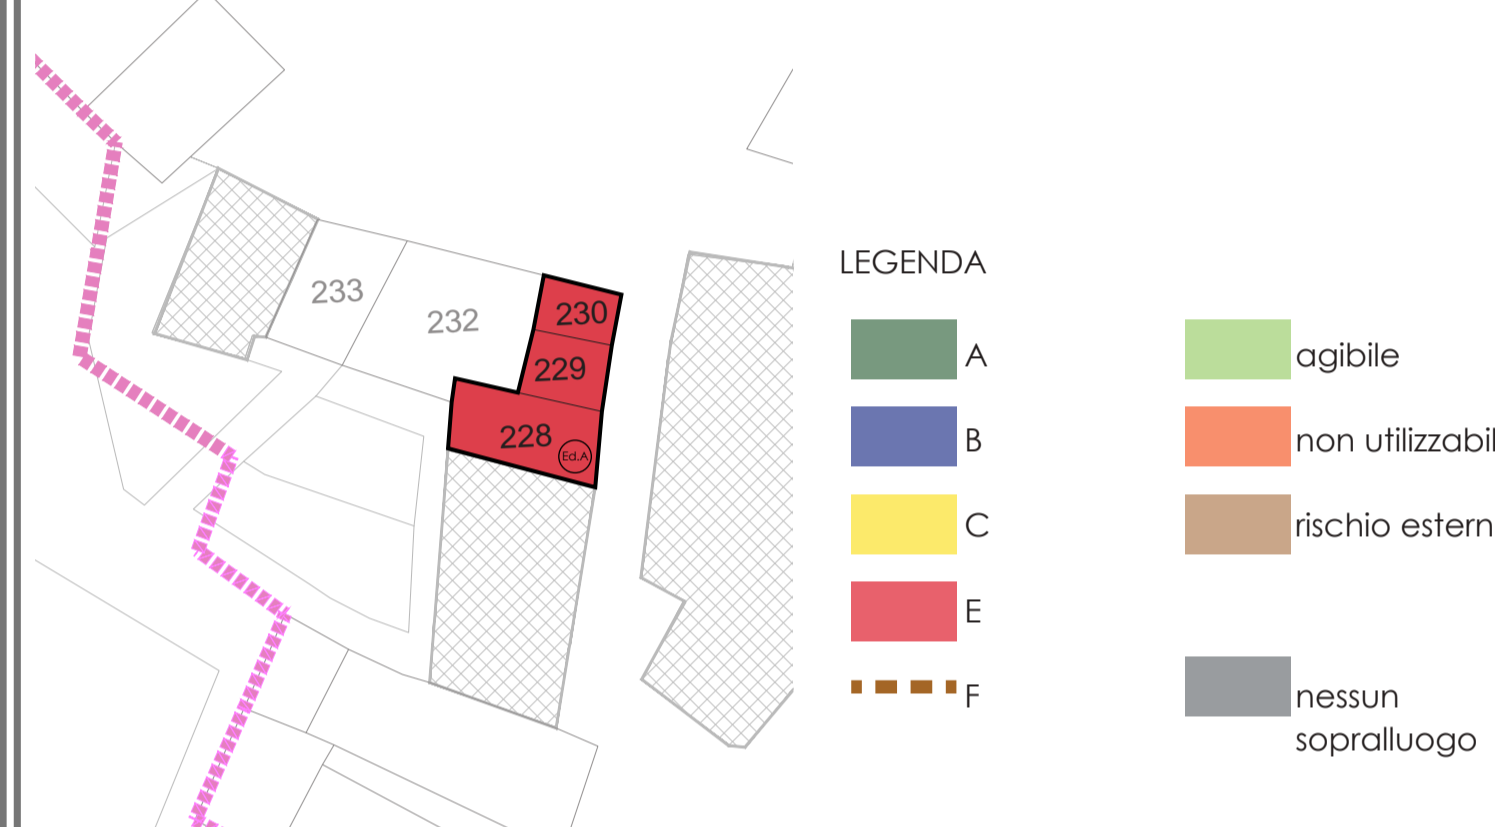 233
232
230
229
228
Ed.A
LEGENDA
A
B
C
E
F
agibile
non utilizzabil
rischio estern
nessun
sopralluogo